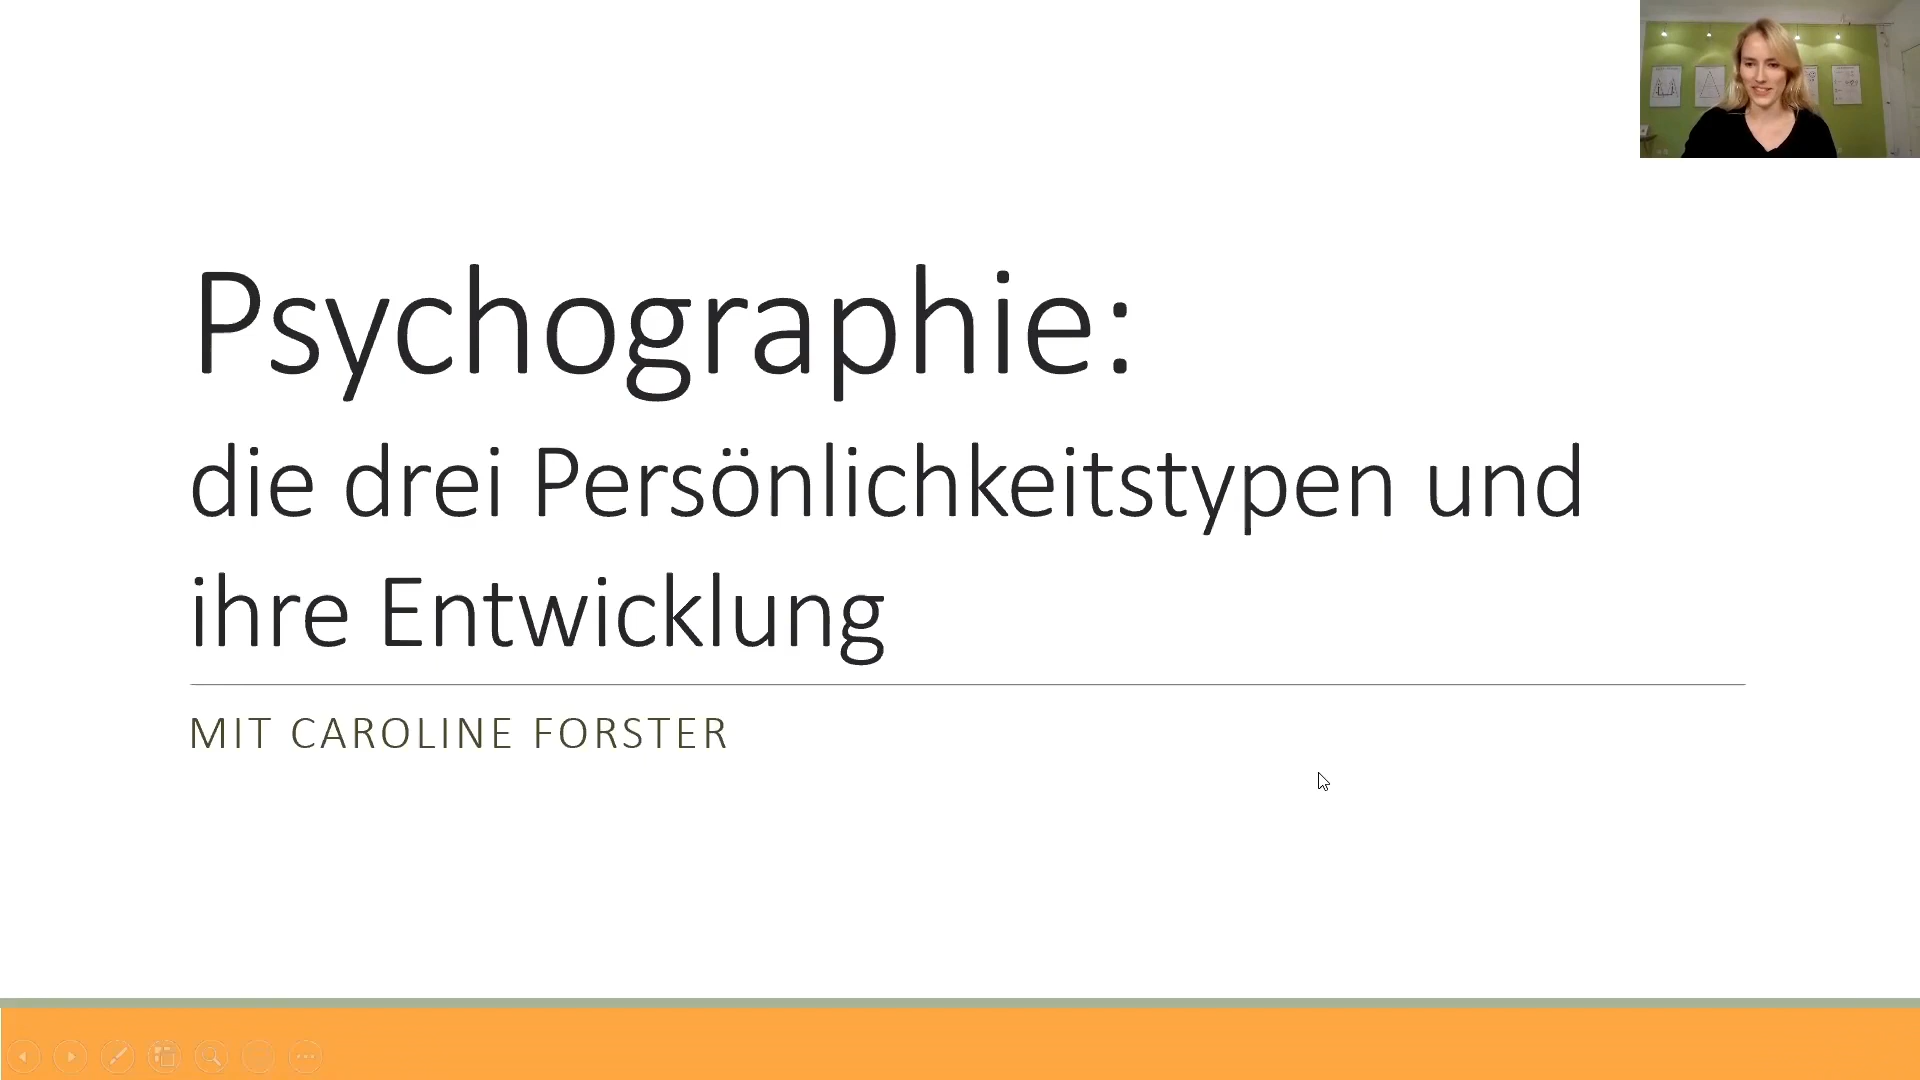 Psychographie:
die drei Persönlichkeitstypen und
ihre Entwicklung
MIT CAROLINE FORSTER